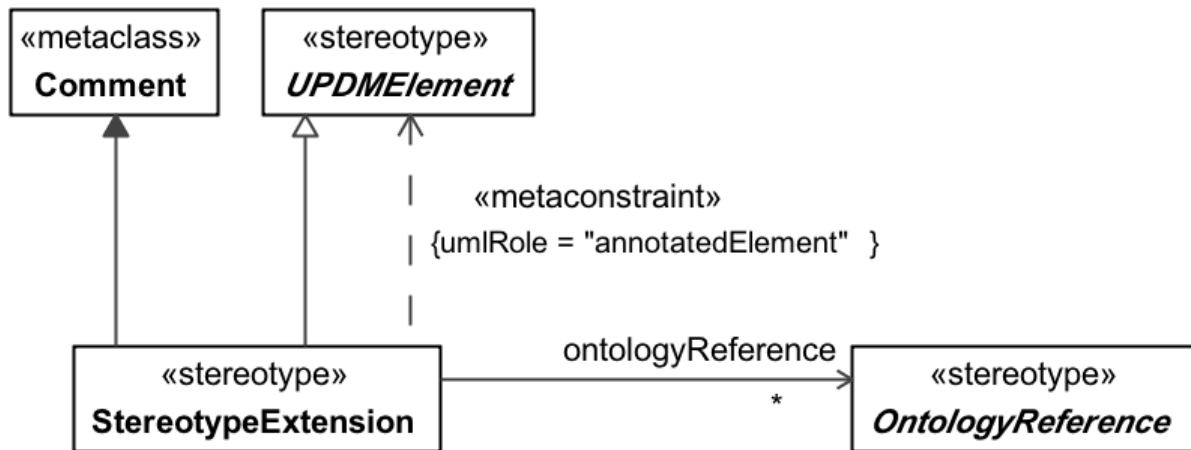 «metaclass»
Comment
«stereotype»
UPDMElement
«metaconstraint»
{umlRole = "annotatedElement" }
ontologyReference
*
«stereotype»
StereotypeExtension
«stereotype»
OntologyReference